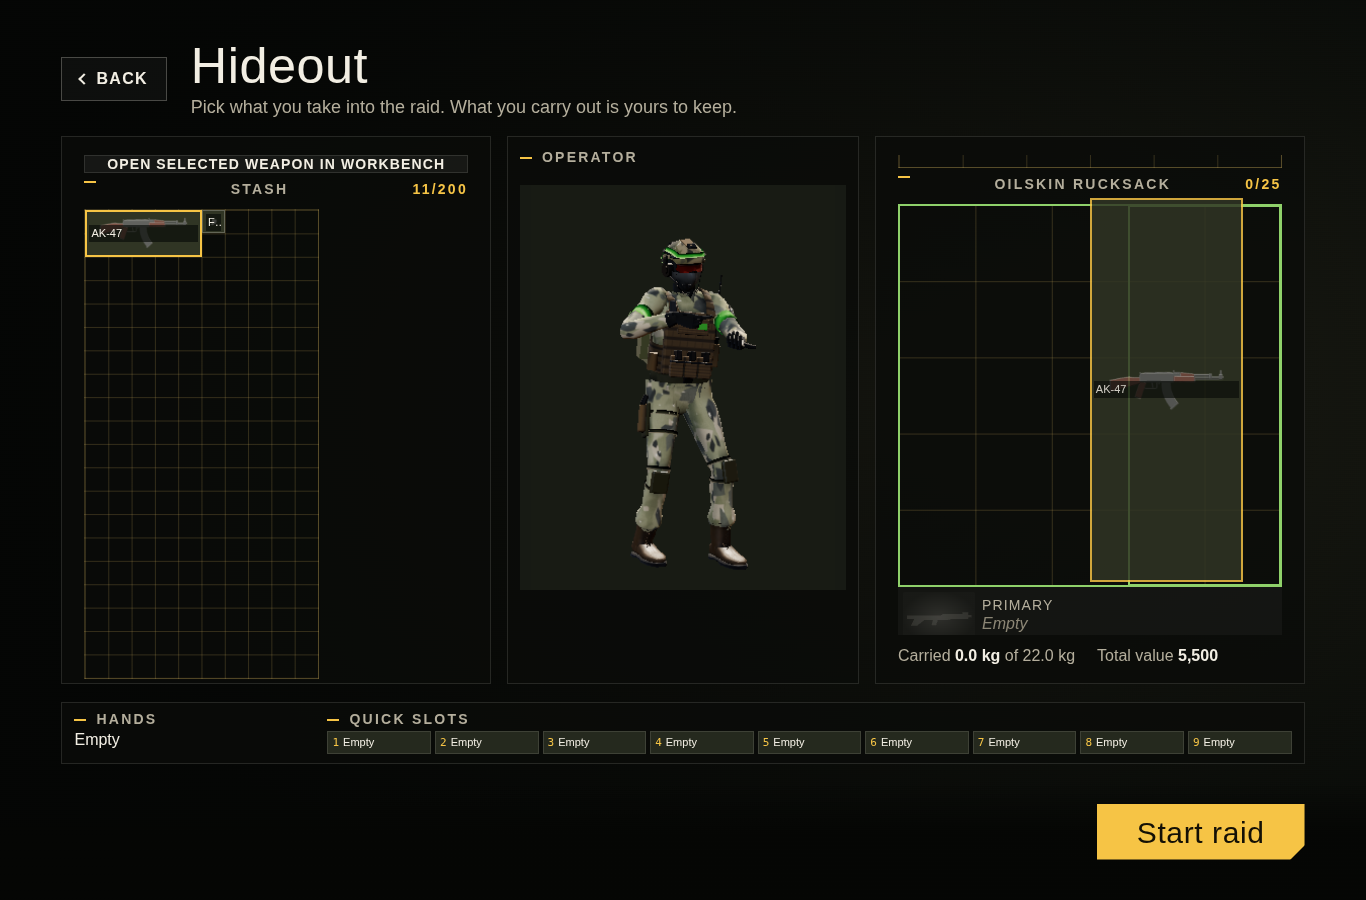 BACK
Hideout
Pick what you take into the raid. What you carry out is yours to keep.
OPEN SELECTED WEAPON IN WORKBENCH
STASH
11/200
AK-47
F..
OPERATOR
OILSKIN RUCKSACK
0/25
AK-47
PRIMARY
Empty
Carried 0.0 kg of 22.0 kg Total value 5,500
HANDS
Empty
QUICK SLOTS
1 Empty
2 Empty
3 Empty
4 Empty
5 Empty
6 Empty
7 Empty
8 Empty
9 Empty
Start raid